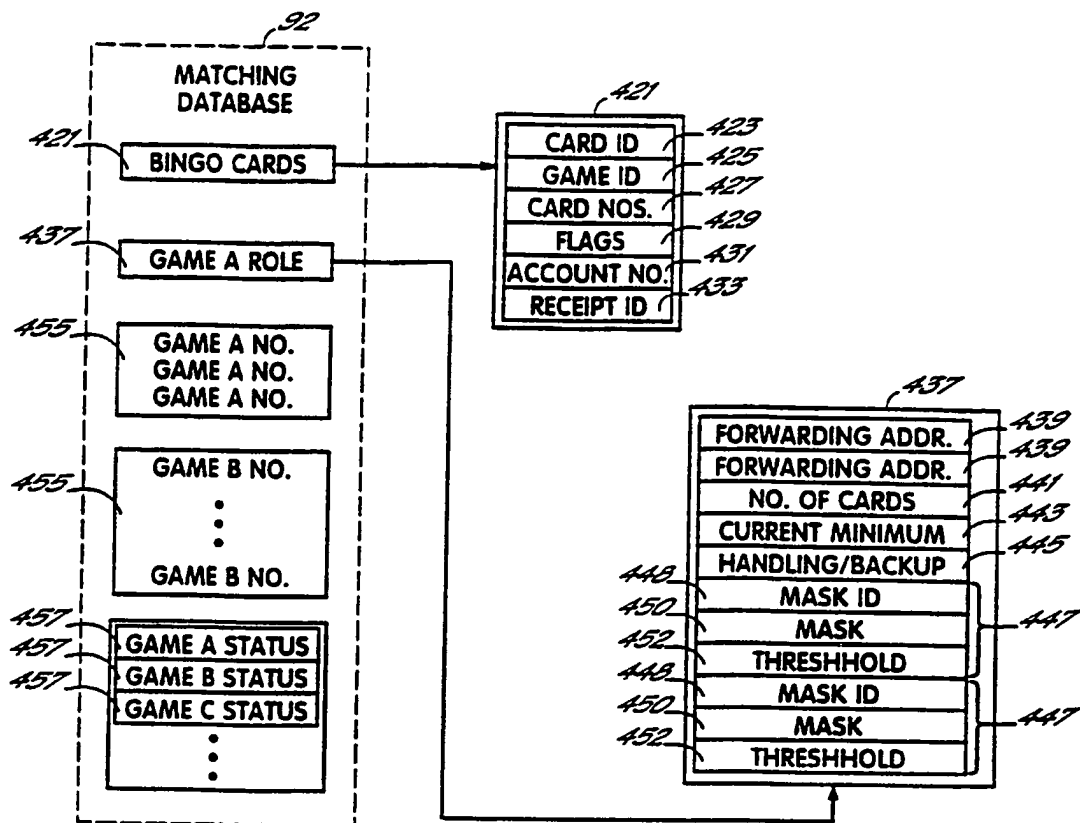 92
MATCHING
DATABASE
421
BINGO CARDS
437
GAME A ROLE
455
GAME A NO.
GAME A NO.
GAME A NO.
455
GAME B NO.
GAME B NO.
457
GAME A STATUS
457
GAME B STATUS
457
GAME C STATUS
421
CARD ID 423
GAME ID 425
CARD NOS. 427
FLAGS 429
ACCOUNT NO. 431
RECEIPT ID 433
437
FORWARDING ADDR. 439
FORWARDING ADDR. 439
NO. OF CARDS 441
CURRENT MINIMUM 443
HANDLING/BACKUP 445
448 MASK ID
450 MASK 447
452 THRESHHOLD
448 MASK ID
450 MASK 447
452 THRESHHOLD